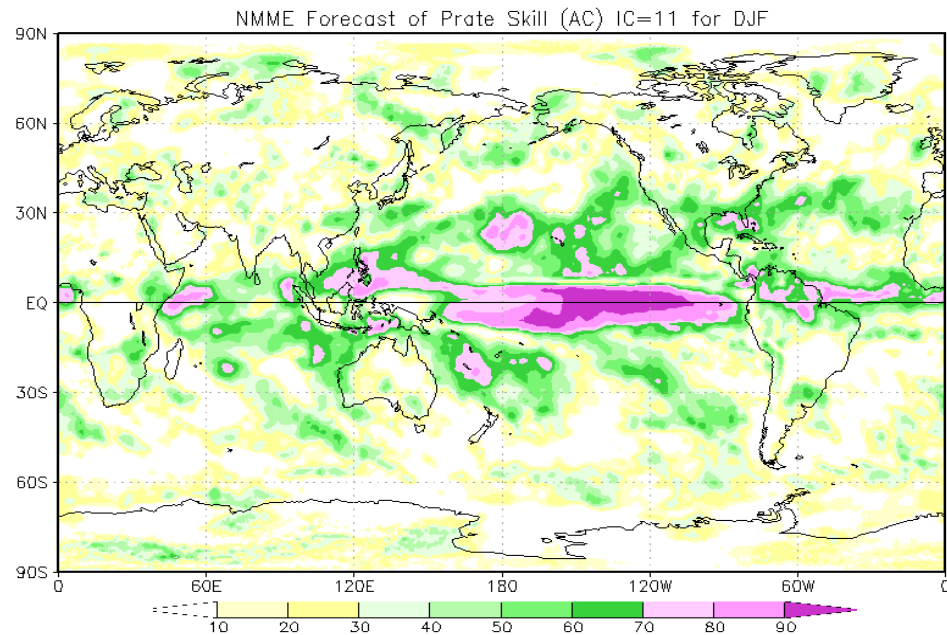 NMME Forecast of Prate Skill (AC) IC=11 for DJF
90N
60N
30N
EQ
30S
60S
90S
0 60E 120E 180 120W 60W 0
10 20 30 40 50 60 70 80 90